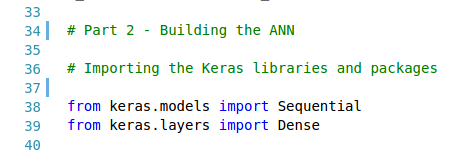 33
34 # Part 2 - Building the ANN
35
36 # Importing the Keras libraries and packages
37
38 from keras.models import Sequential
39 from keras.layers import Dense
40